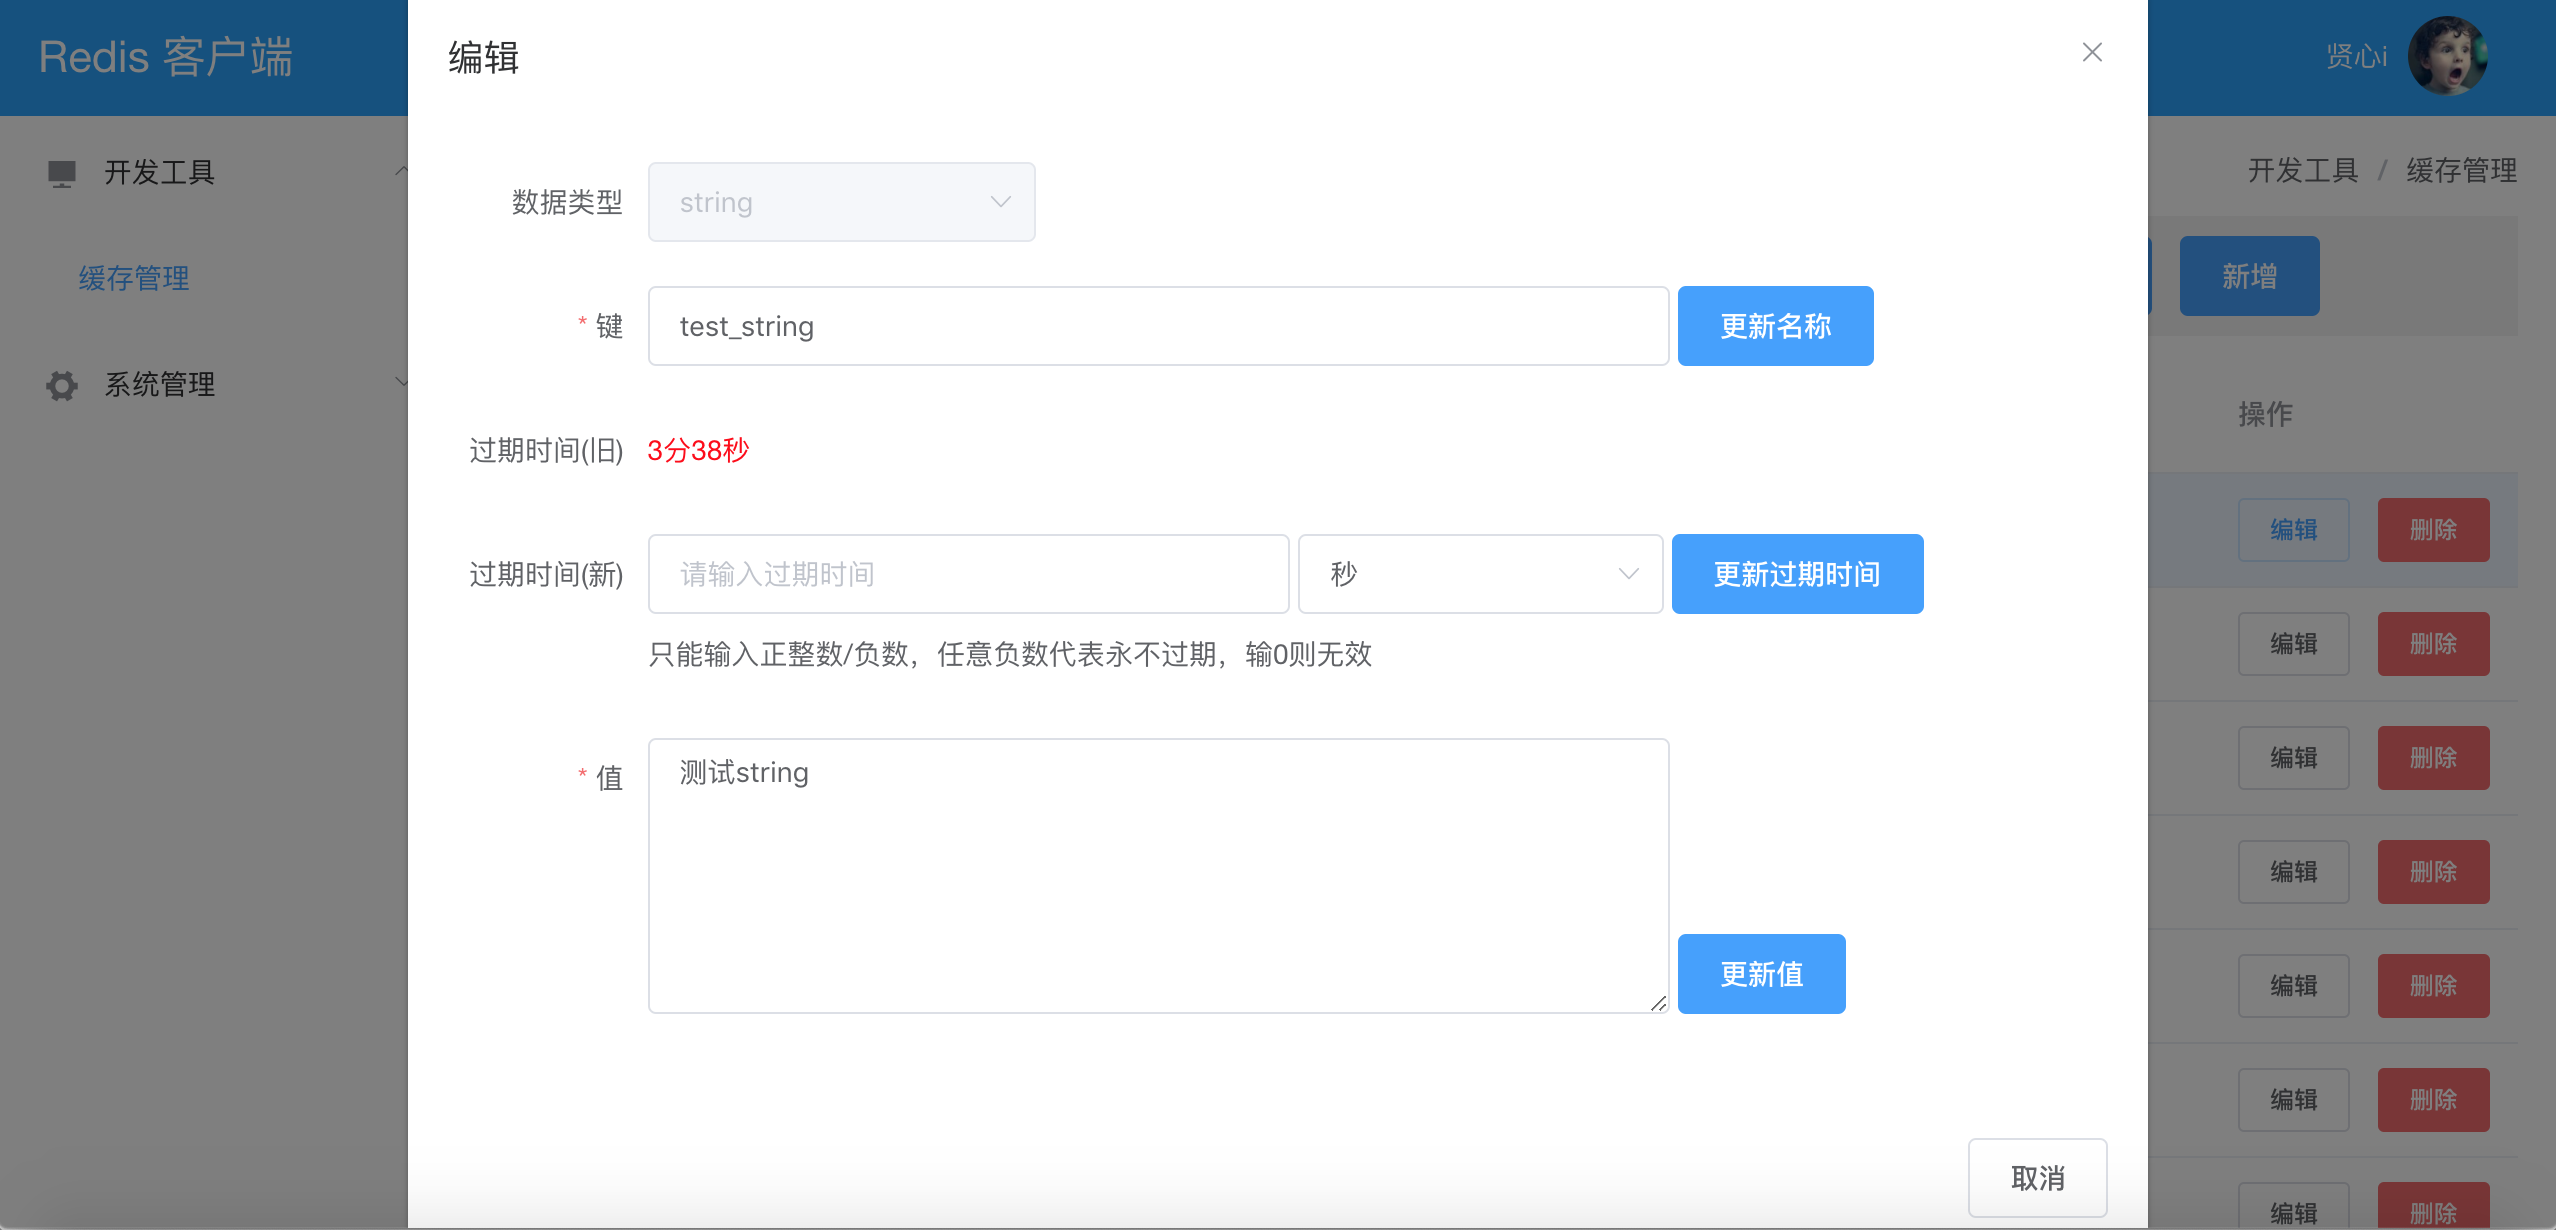 Redis 客户端
贤心i
开发工具
缓存管理
系统管理
开发工具 / 缓存管理
新增
操作
编辑 删除
编辑 删除
编辑 删除
编辑 删除
编辑 删除
编辑 删除
编辑 删除
编辑
数据类型 string
* 键 test_string 更新名称
过期时间(旧) 3分38秒
过期时间(新) 请输入过期时间 秒 更新过期时间
只能输入正整数/负数，任意负数代表永不过期，输0则无效
* 值 测试string
更新值
取消